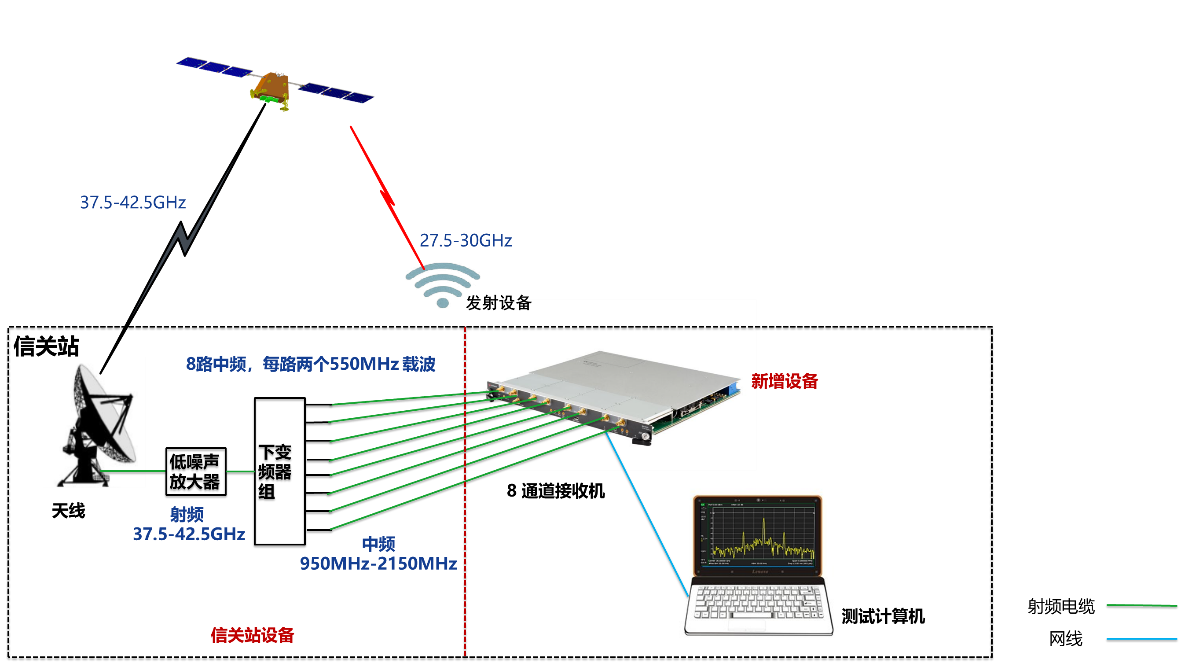 37.5-42.5GHz
27.5-30GHz
发射设备
信关站
8路中频，每路两个550MHz 载波
新增设备
低噪声
放大器
下变
频器
组
天线
射频
37.5-42.5GHz
8 通道接收机
中频
950MHz-2150MHz
信关站设备
测试计算机
射频电缆
网线